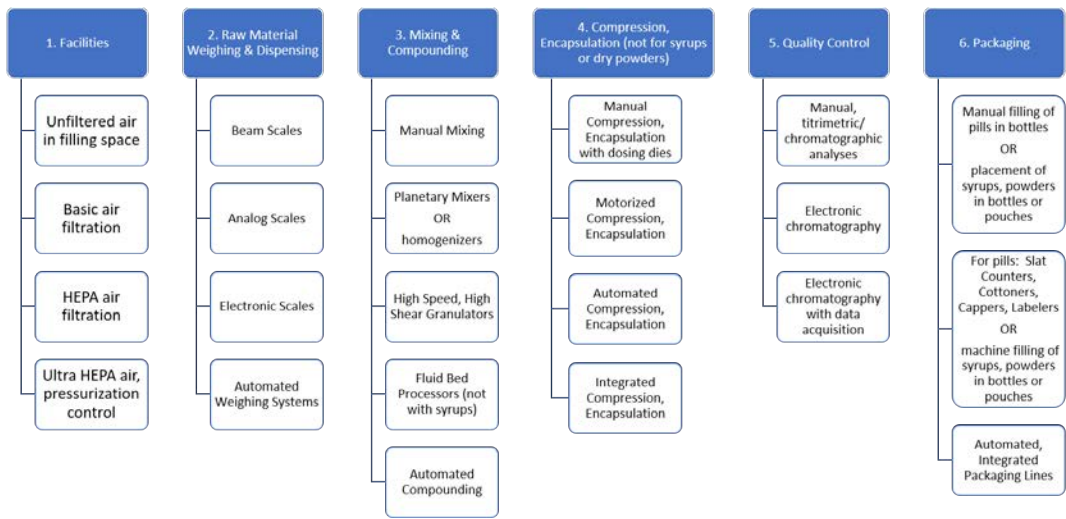 1. Facilities
Unfiltered air
in filling space
Basic air
filtration
HEPA air
filtration
Ultra HEPA air,
pressurization
control
2. Raw Material
Weighing & Dispensing
Beam Scales
Analog Scales
Electronic Scales
Automated
Weighing Systems
3. Mixing &
Compounding
Manual Mixing
Planetary Mixers
OR
homogenizers
High Speed, High
Shear Granulators
Fluid Bed
Processors (not
with syrups)
Automated
Compounding
4. Compression,
Encapsulation (not for syrups
or dry powders)
Manual
Compression,
Encapsulation
with dosing dies
Motorized
Compression,
Encapsulation
Automated
Compression,
Encapsulation
Integrated
Compression,
Encapsulation
5. Quality Control
Manual,
titrimetric/
chromatographic
analyses
Electronic
chromatography
Electronic
chromatography
with data
acquisition
6. Packaging
Manual filling of
pills in bottles
OR
placement of
syrups, powders
in bottles or
pouches
For pills: Slat
Counters,
Cottoners,
Cappers, Labelers
OR
machine filling of
syrups, powders
in bottles or
pouches
Automated,
Integrated
Packaging Lines